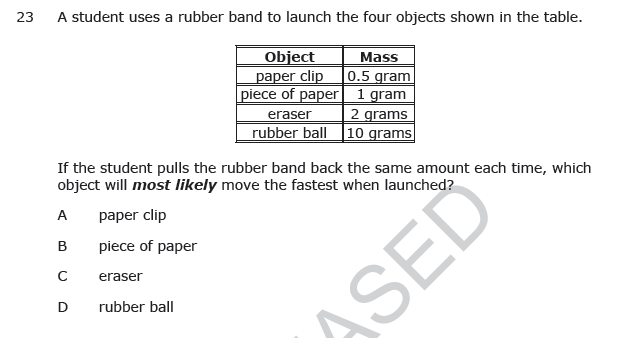 23 A student uses a rubber band to launch the four objects shown in the table.
Object Mass
paper clip 0.5 gram
piece of paper 1 gram
eraser 2 grams
rubber ball 10 grams
If the student pulls the rubber band back the same amount each time, which
object will most likely move the fastest when launched?
A paper clip
B piece of paper
C eraser
D rubber ball
ASED